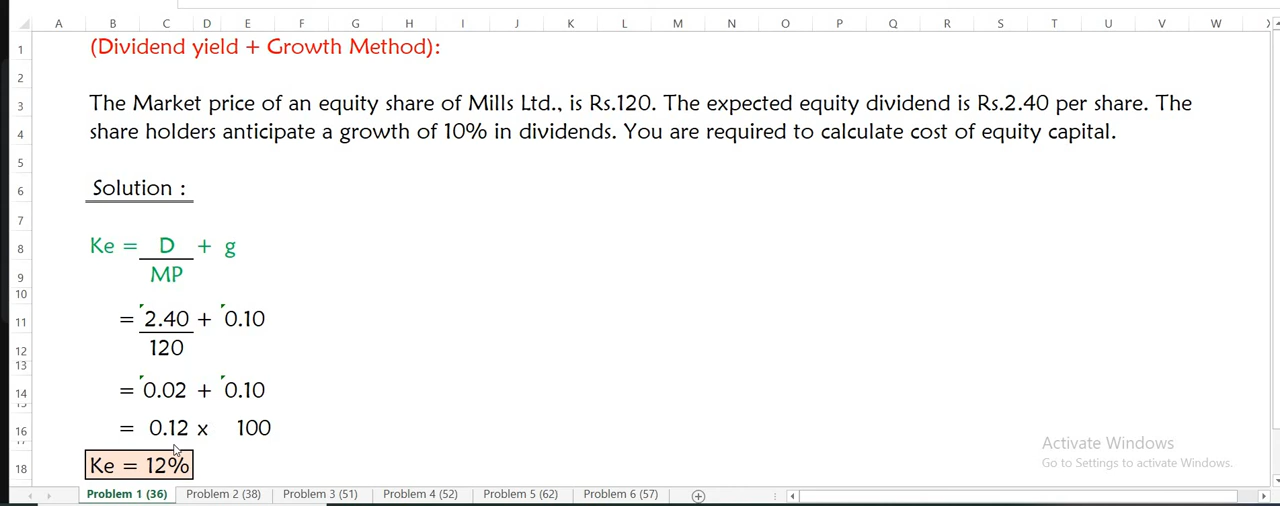 A B C D E F G H I J K L M N O P Q R S T U V W X
1 (Dividend yield + Growth Method):
2
3 The Market price of an equity share of Mills Ltd., is Rs.120. The expected equity dividend is Rs.2.40 per share. The
4 share holders anticipate a growth of 10% in dividends. You are required to calculate cost of equity capital.
5
6 Solution :
7
8 Ke = D + g
9 MP
10
11 = 2.40 + 0.10
12 120
13
14 = 0.02 + 0.10
16 = 0.12 x 100
18 Ke = 12%
Activate Windows
Go to Settings to activate Windows.
Problem 1 (36) Problem 2 (38) Problem 3 (51) Problem 4 (52) Problem 5 (62) Problem 6 (57)